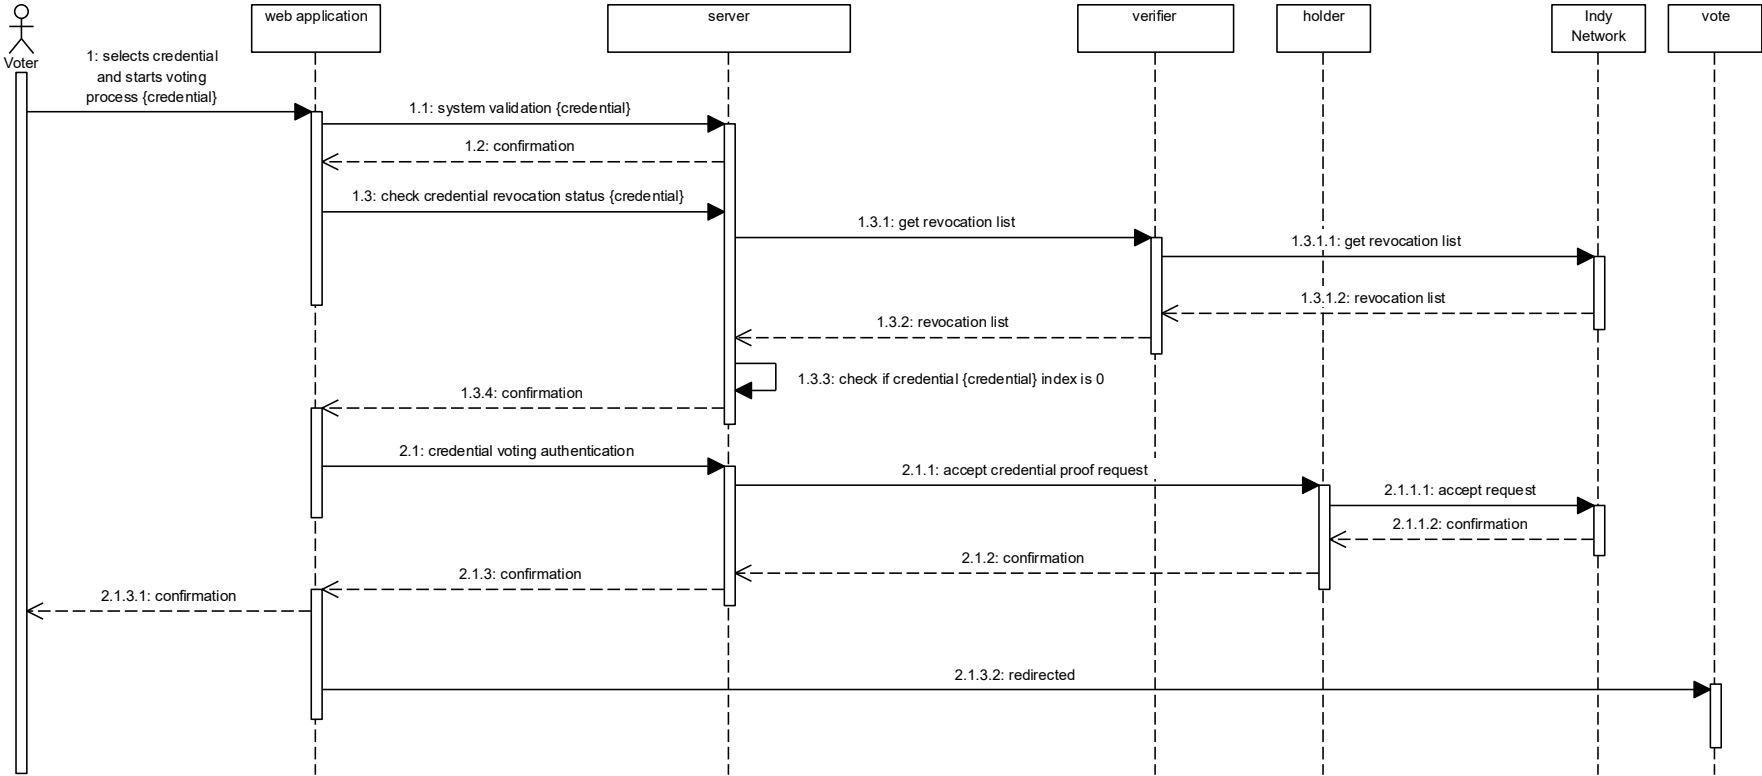 web application
server
verifier
holder
Indy
Network
vote
Voter
1: selects credential
and starts voting
process {credential}
1.1: system validation {credential}
1.2: confirmation
1.3: check credential revocation status {credential}
1.3.1: get revocation list
1.3.1.1: get revocation list
1.3.1.2: revocation list
1.3.2: revocation list
1.3.3: check if credential {credential} index is 0
1.3.4: confirmation
2.1: credential voting authentication
2.1.1: accept credential proof request
2.1.1.1: accept request
2.1.1.2: confirmation
2.1.2: confirmation
2.1.3: confirmation
2.1.3.1: confirmation
2.1.3.2: redirected